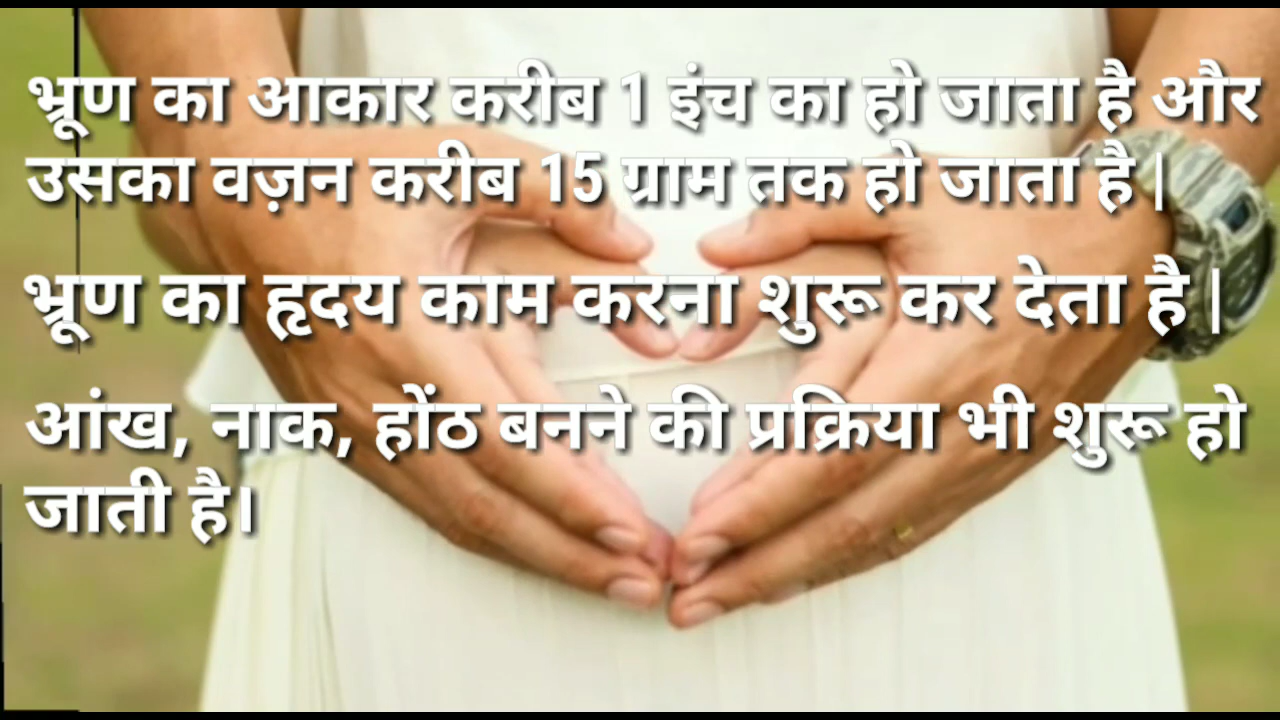 भ्रूण का आकार करीब 1 इंच का हो जाता है और
उसका वज़न करीब 15 ग्राम तक हो जाता है |
भ्रूण का हृदय काम करना शुरू कर देता है |
आंख, नाक, होंठ बनने की प्रक्रिया भी शुरू हो
जाती है।